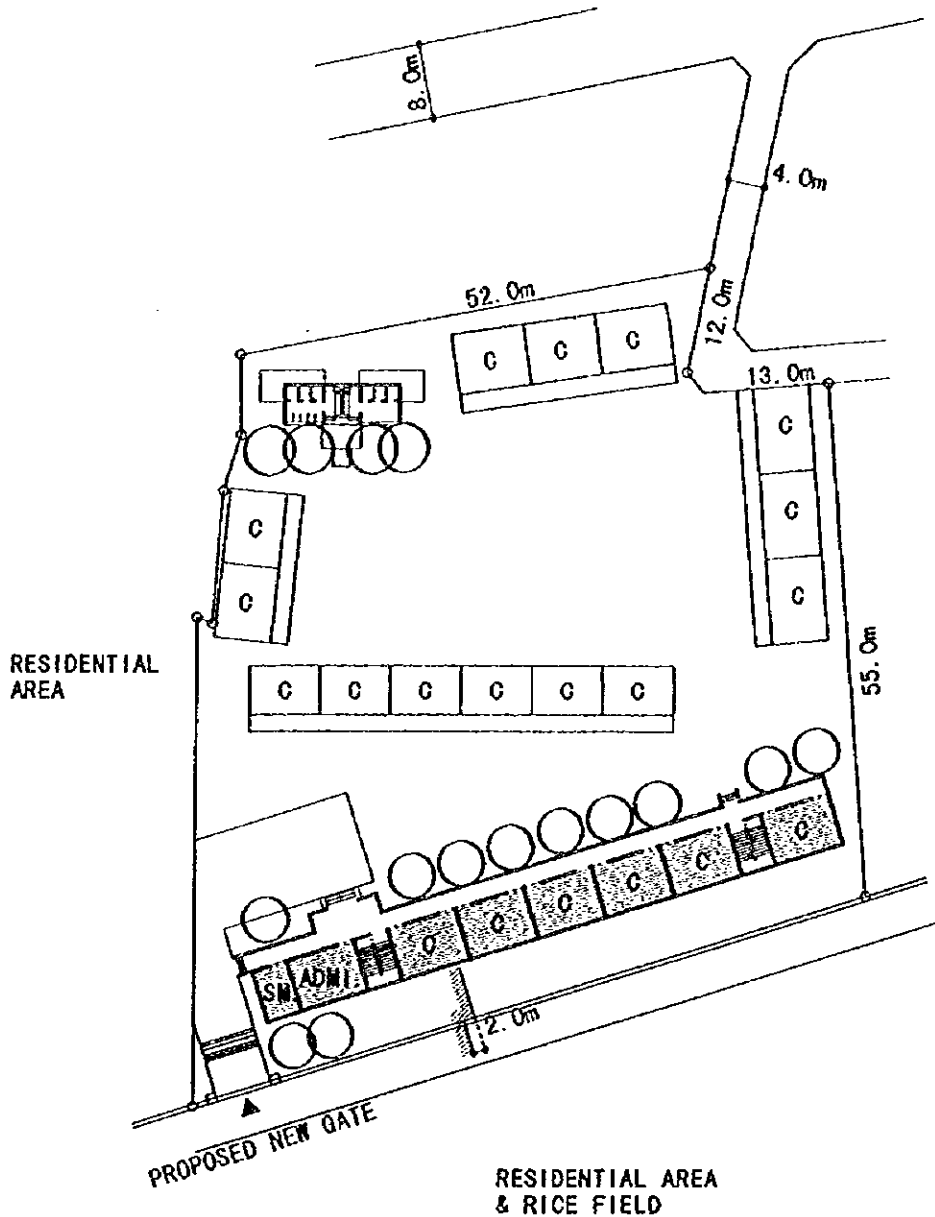 8.0m
4.0m
52.0m
12.0m
C C C
13.0m
C
C
C
C
C
RESIDENTIAL
AREA
55.0m
C C C C C C
C
C
C
C
C
C
SM. ADMI.
2.0m
PROPOSED NEW GATE
RESIDENTIAL AREA
& RICE FIELD